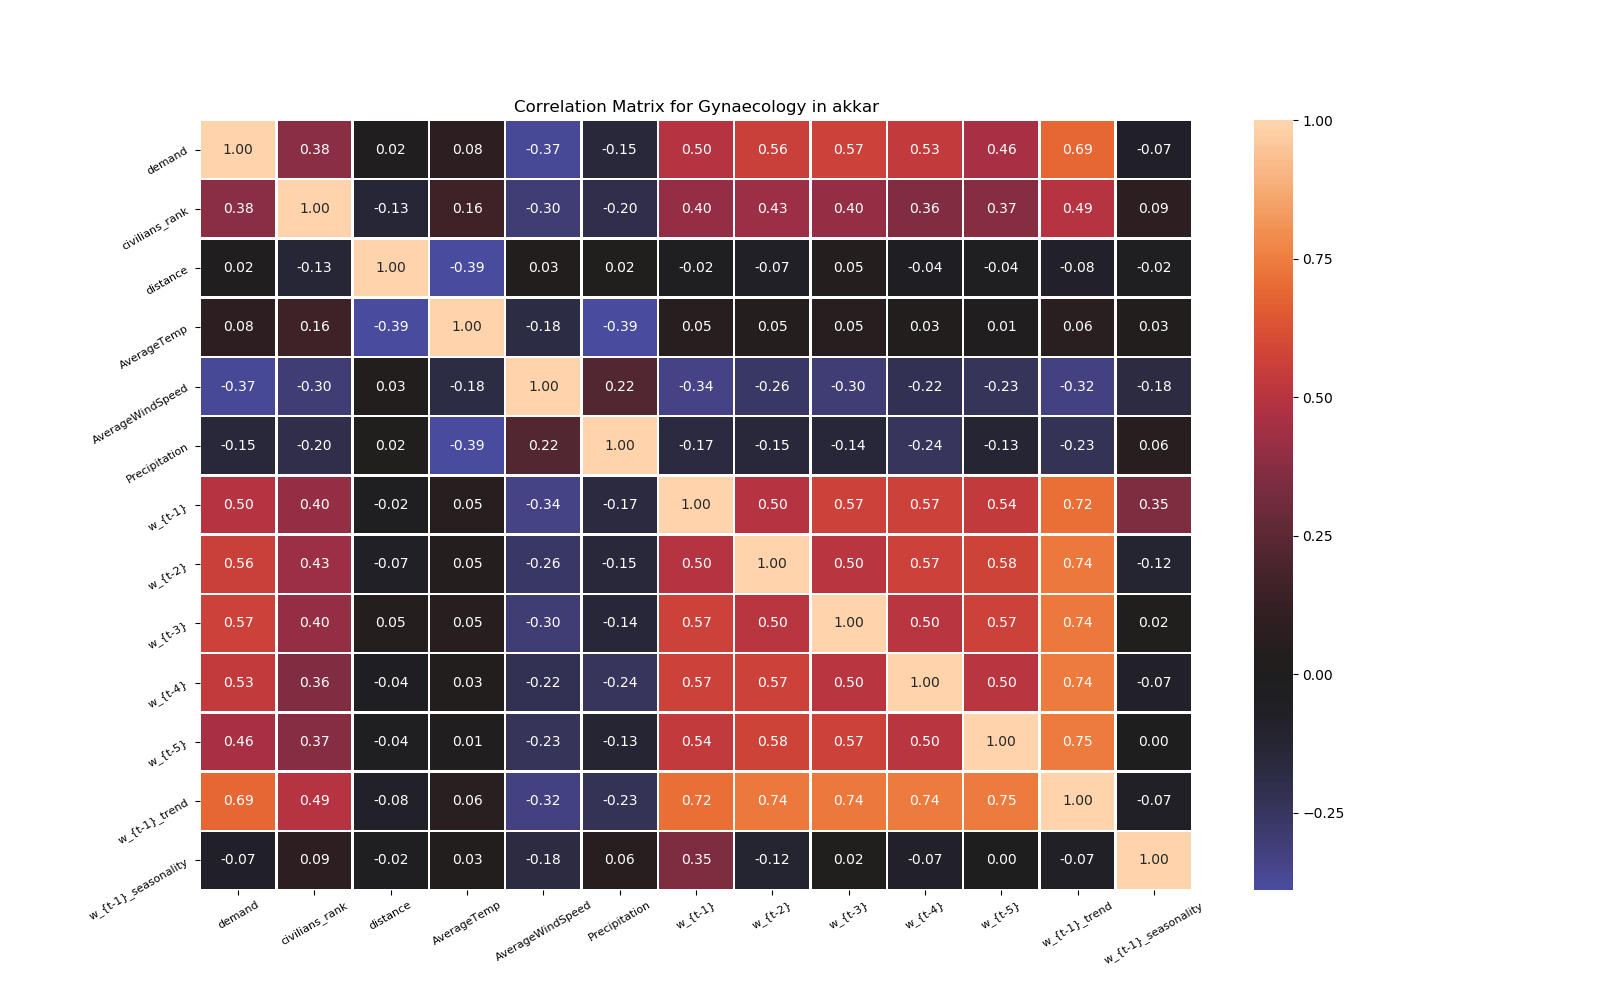 Correlation Matrix for Gynaecology in akkar
demand 1.00 0.38 0.02 0.08 -0.37 -0.15 0.50 0.56 0.57 0.53 0.46 0.69 -0.07
civilians_rank 0.38 1.00 -0.13 0.16 -0.30 -0.20 0.40 0.43 0.40 0.36 0.37 0.49 0.09
distance 0.02 -0.13 1.00 -0.39 0.03 0.02 -0.02 -0.07 0.05 -0.04 -0.04 -0.08 -0.02
AverageTemp 0.08 0.16 -0.39 1.00 -0.18 -0.39 0.05 0.05 0.05 0.03 0.01 0.06 0.03
AverageWindSpeed -0.37 -0.30 0.03 -0.18 1.00 0.22 -0.34 -0.26 -0.30 -0.22 -0.23 -0.32 -0.18
Precipitation -0.15 -0.20 0.02 -0.39 0.22 1.00 -0.17 -0.15 -0.14 -0.24 -0.13 -0.23 0.06
w_{t-1} 0.50 0.40 -0.02 0.05 -0.34 -0.17 1.00 0.50 0.57 0.57 0.54 0.72 0.35
w_{t-2} 0.56 0.43 -0.07 0.05 -0.26 -0.15 0.50 1.00 0.50 0.57 0.58 0.74 -0.12
w_{t-3} 0.57 0.40 0.05 0.05 -0.30 -0.14 0.57 0.50 1.00 0.50 0.57 0.74 0.02
w_{t-4} 0.53 0.36 -0.04 0.03 -0.22 -0.24 0.57 0.57 0.50 1.00 0.50 0.74 -0.07
w_{t-5} 0.46 0.37 -0.04 0.01 -0.23 -0.13 0.54 0.58 0.57 0.50 1.00 0.75 0.00
w_{t-1}_trend 0.69 0.49 -0.08 0.06 -0.32 -0.23 0.72 0.74 0.74 0.74 0.75 1.00 -0.07
w_{t-1}_seasonality -0.07 0.09 -0.02 0.03 -0.18 0.06 0.35 -0.12 0.02 -0.07 0.00 -0.07 1.00
demand civilians_rank distance AverageTemp AverageWindSpeed Precipitation w_{t-1} w_{t-2} w_{t-3} w_{t-4} w_{t-5} w_{t-1}_trend w_{t-1}_seasonality
1.00
0.75
0.50
0.25
0.00
−0.25